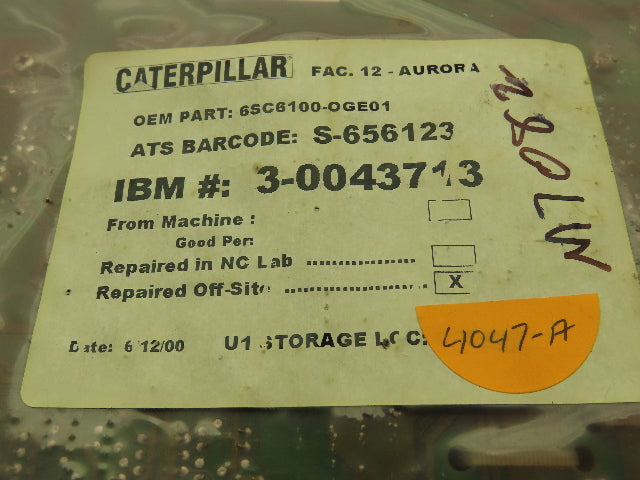 CATERPILLAR FAC. 12 - AURORA
OEM PART: 6SC6100-OGE01
ATS BARCODE: S-656123
IBM #: 3-0043713
From Machine :
Good Per:
Repaired in NC Lab ..................
Repaired Off-Site ........................ X
Date: 6/12/00 U1 STORAGE LOC:
4047-A